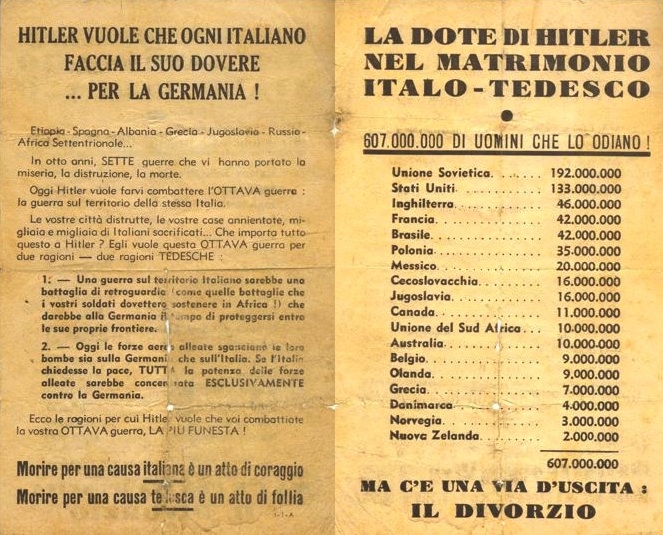 HITLER VUOLE CHE OGNI ITALIANO
FACCIA IL SUO DOVERE
... PER LA GERMANIA !
Etiopia - Spagna - Albania - Grecia - Jugoslavia - Russia-
Africa Settentrionale...
In otto anni, SETTE guerre che vi hanno portato la
miseria, la distruzione, la morte.
Oggi Hitler vuole farvi combattere l'OTTAVA guerra :
la guerra sul territorio della stessa Italia.
Le vostre città distrutte, le vostre case annientate, mi-
gliaia e migliaia di Italiani sacrificati... Che importa tutto
questo a Hitler ? Egli vuole questa OTTAVA guerra per
due ragioni — due ragioni TEDESCHE :
1. — Una guerra sul territorio Italiano sarebbe una
battaglia di retroguardia (come quelle battaglie che
i vostri soldati dovettero sostenere in Africa !) che
darebbe alla Germania il tempo di proteggersi entro
le sue proprie frontiere.
2. — Oggi le forze aeree alleate sganciano le loro
bombe sia sulla Germania che sull'Italia. Se l'Italia
chiedesse la pace, TUTTA la potenza delle forze
alleate sarebbe concentrata ESCLUSIVAMENTE
contro la Germania.
Ecco le ragioni per cui Hitler vuole che voi combattiate
la vostra OTTAVA guerra, LA PIU FUNESTA !
Morire per una causa italiana è un atto di coraggio
Morire per una causa tedesca è un atto di follia
I-1-A
LA DOTE DI HITLER
NEL MATRIMONIO
ITALO - TEDESCO
607.000.000 DI UOMINI CHE LO ODIANO !
Unione Sovietica. . . . . . . 192.000.000
Stati Uniti. . . . . . . . . . . 133.000.000
Inghilterra. . . . . . . . . . . 46.000.000
Francia. . . . . . . . . . . . . 42.000.000
Brasile. . . . . . . . . . . . . 42.000.000
Polonia. . . . . . . . . . . . . 35.000.000
Messico. . . . . . . . . . . . . 20.000.000
Cecoslovacchia. . . . . . . . 16.000.000
Jugoslavia. . . . . . . . . . . 16.000.000
Canada. . . . . . . . . . . . . 11.000.000
Unione del Sud Africa. . . 10.000.000
Australia. . . . . . . . . . . . 10.000.000
Belgio. . . . . . . . . . . . . . 9.000.000
Olanda. . . . . . . . . . . . . 9.000.000
Grecia. . . . . . . . . . . . . . 7.000.000
Danimarca. . . . . . . . . . . 4.000.000
Norvegia. . . . . . . . . . . . 3.000.000
Nuova Zelanda. . . . . . . . 2.000.000
607.000.000
MA C'E UNA VIA D'USCITA :
IL DIVORZIO